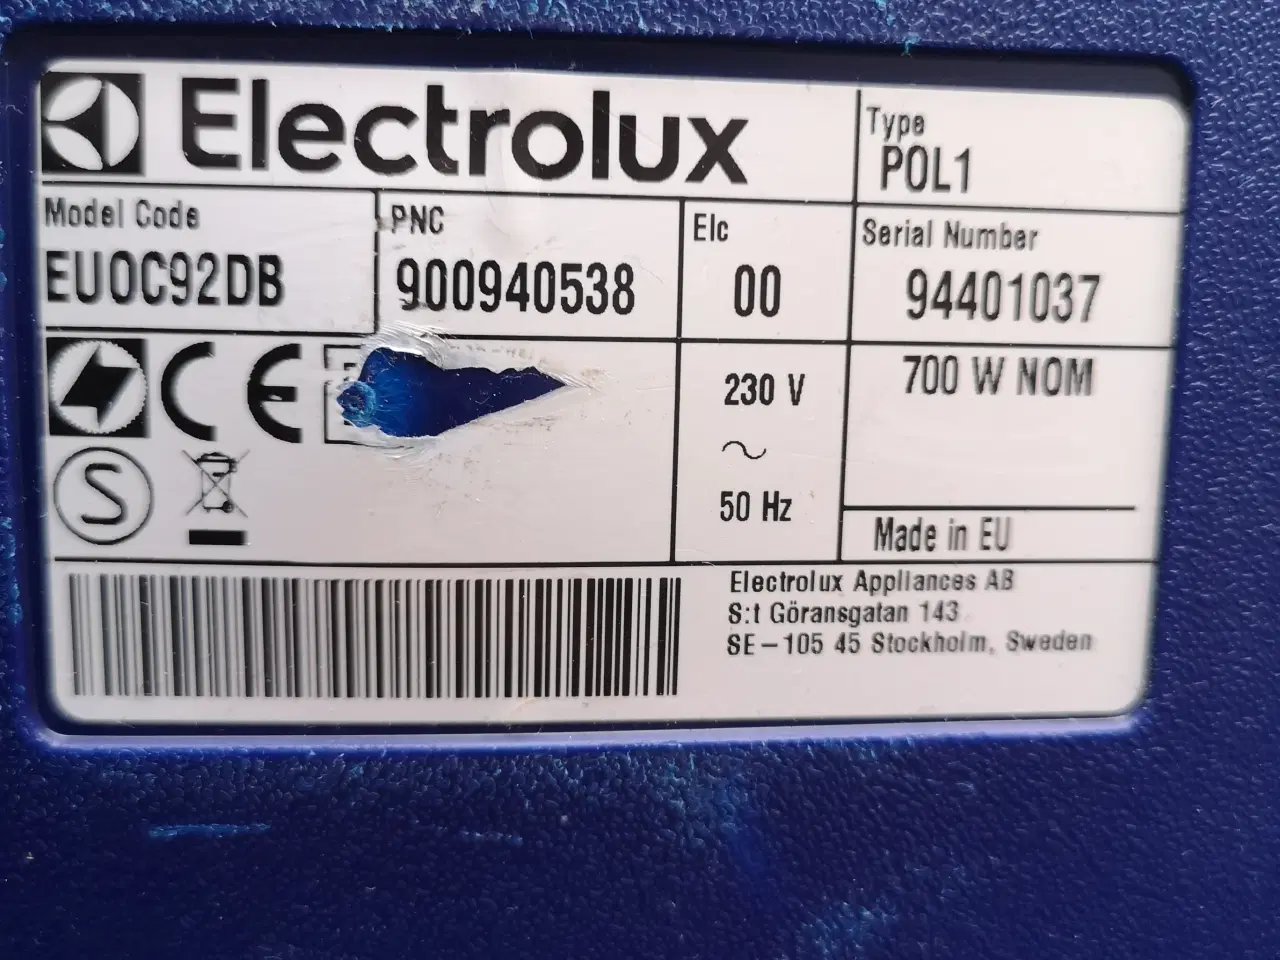 Electrolux
Type
POL1
Model Code
EUOC92DB
PNC
900940538
Elc
00
Serial Number
94401037
CE
S
230 V
~
50 Hz
700 W NOM
Made in EU
Electrolux Appliances AB
S:t Göransgatan 143
SE-105 45 Stockholm, Sweden